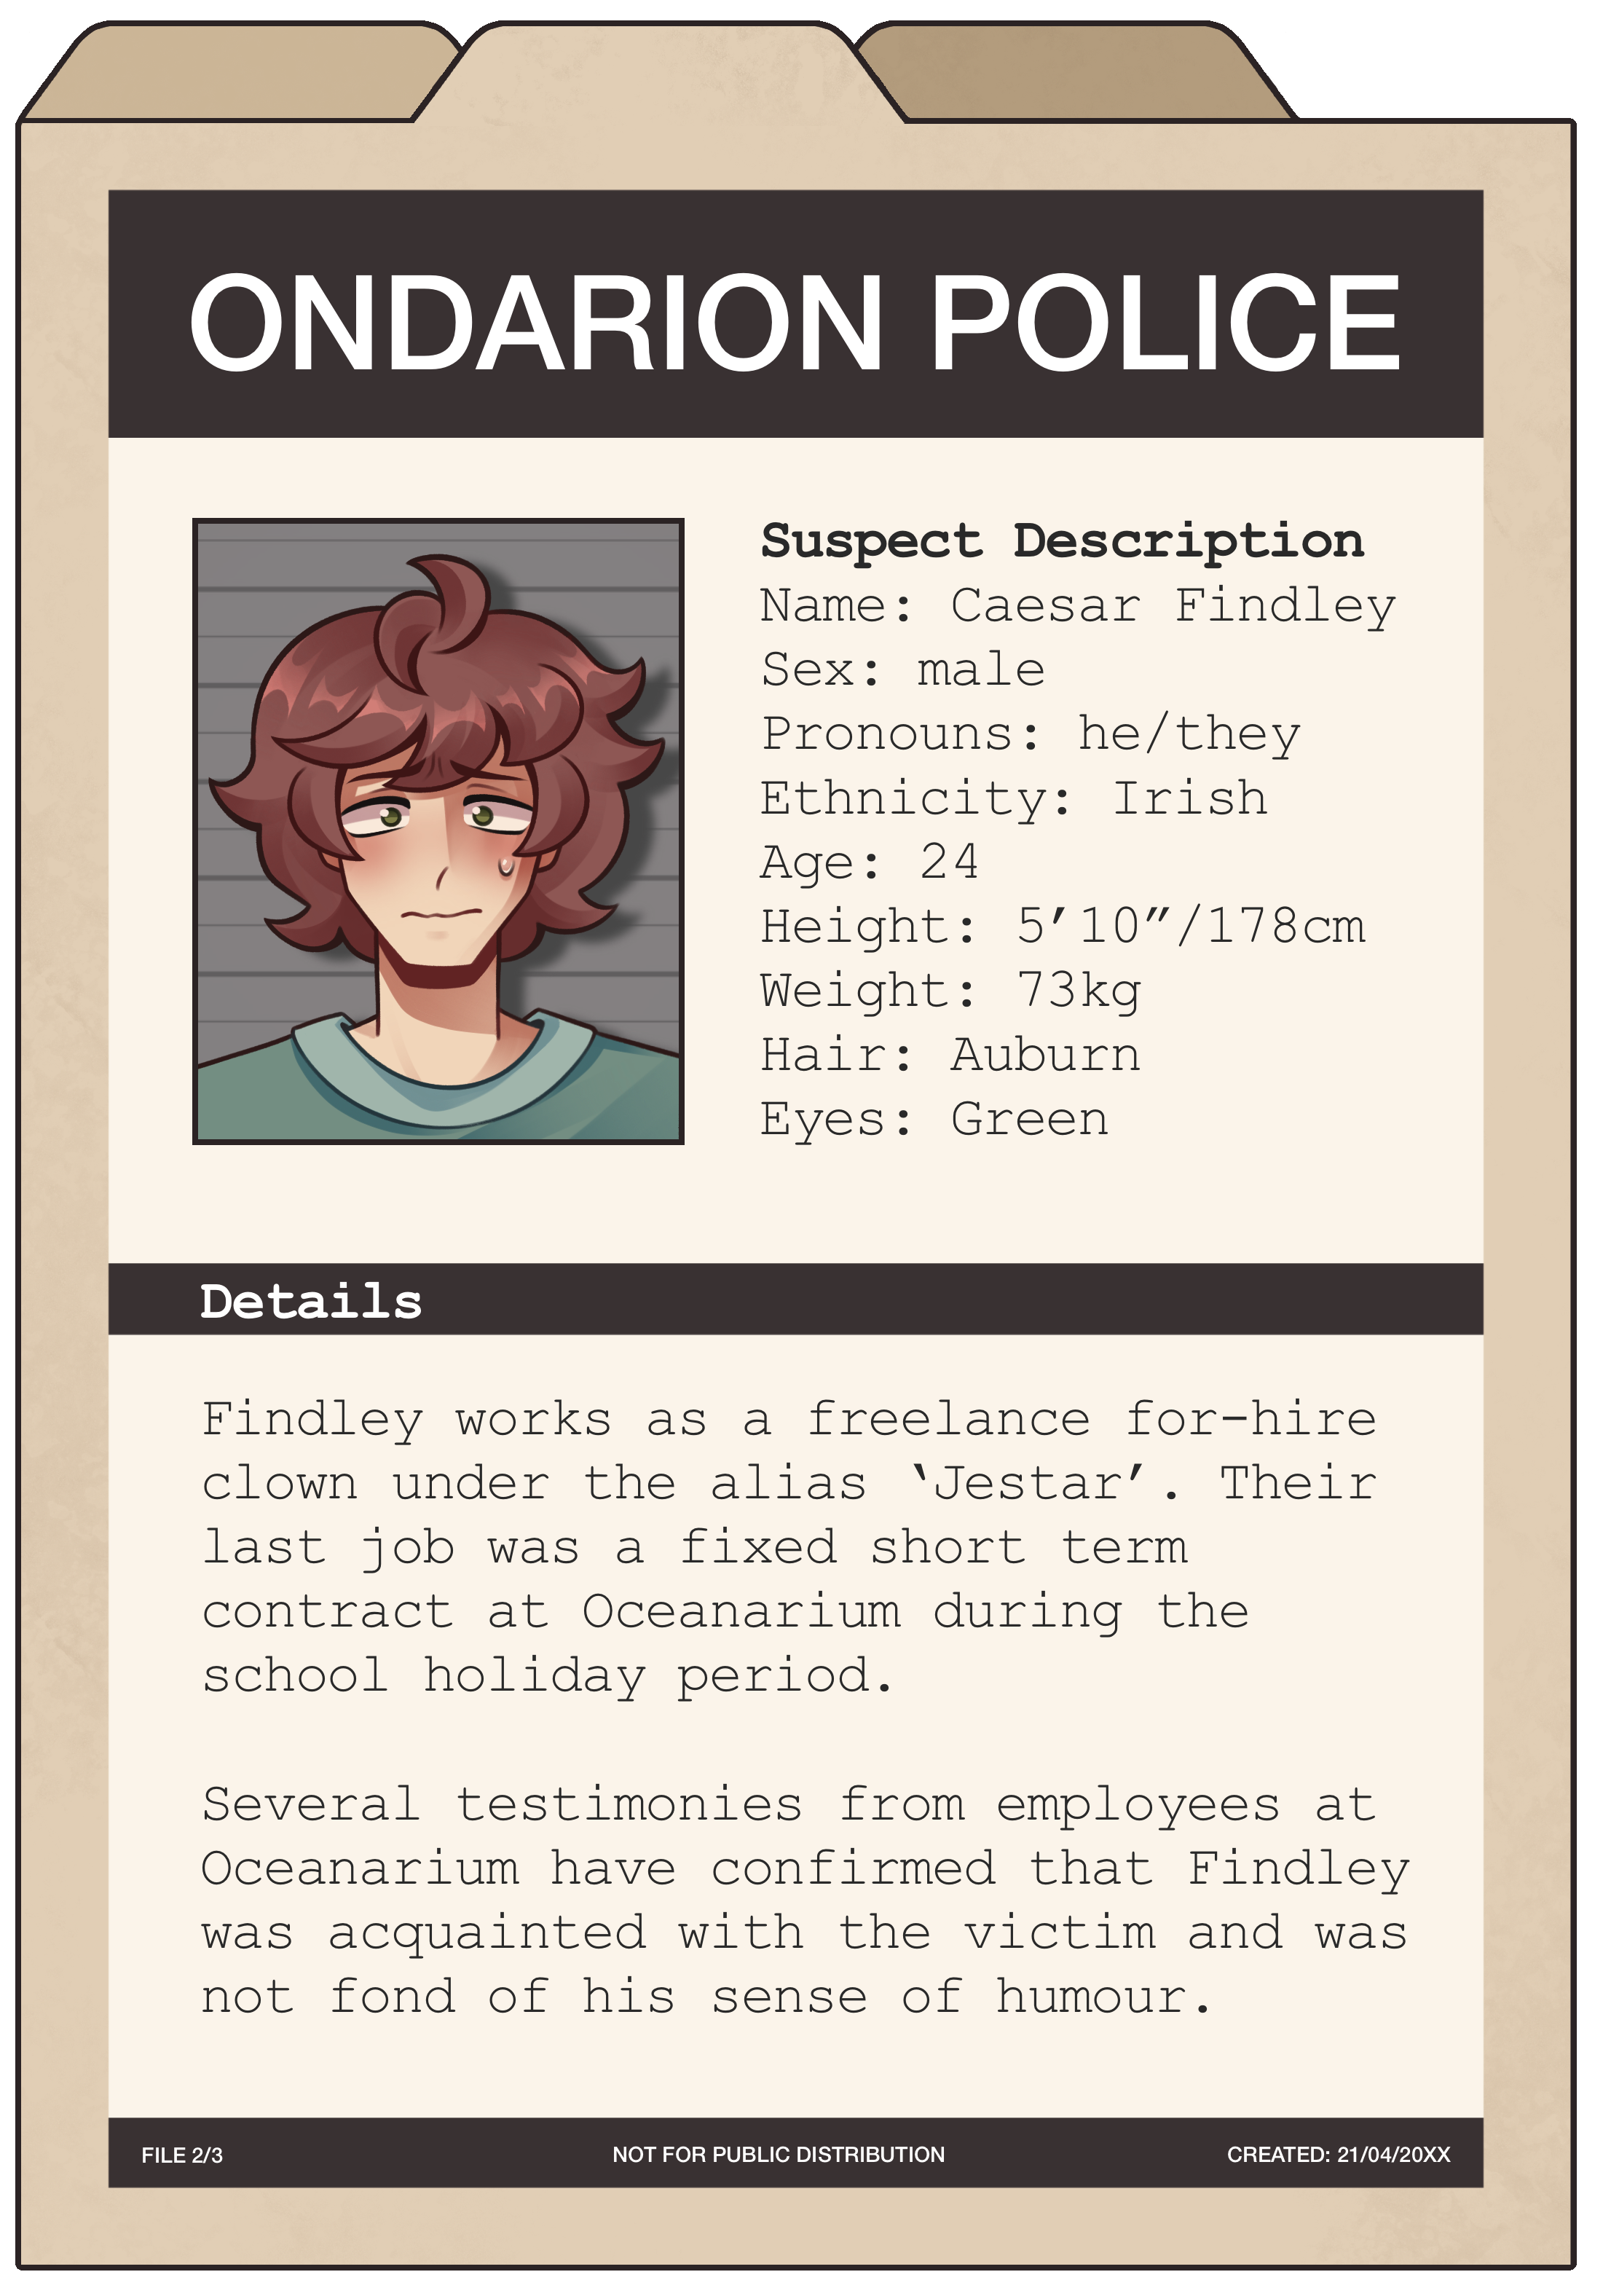 ONDARION POLICE
Suspect Description
Name: Caesar Findley
Sex: male
Pronouns: he/they
Ethnicity: Irish
Age: 24
Height: 5’10”/178cm
Weight: 73kg
Hair: Auburn
Eyes: Green
Details
Findley works as a freelance for-hire
clown under the alias ‘Jestar’. Their
last job was a fixed short term
contract at Oceanarium during the
school holiday period.
Several testimonies from employees at
Oceanarium have confirmed that Findley
was acquainted with the victim and was
not fond of his sense of humour.
FILE 2/3
NOT FOR PUBLIC DISTRIBUTION
CREATED: 21/04/20XX